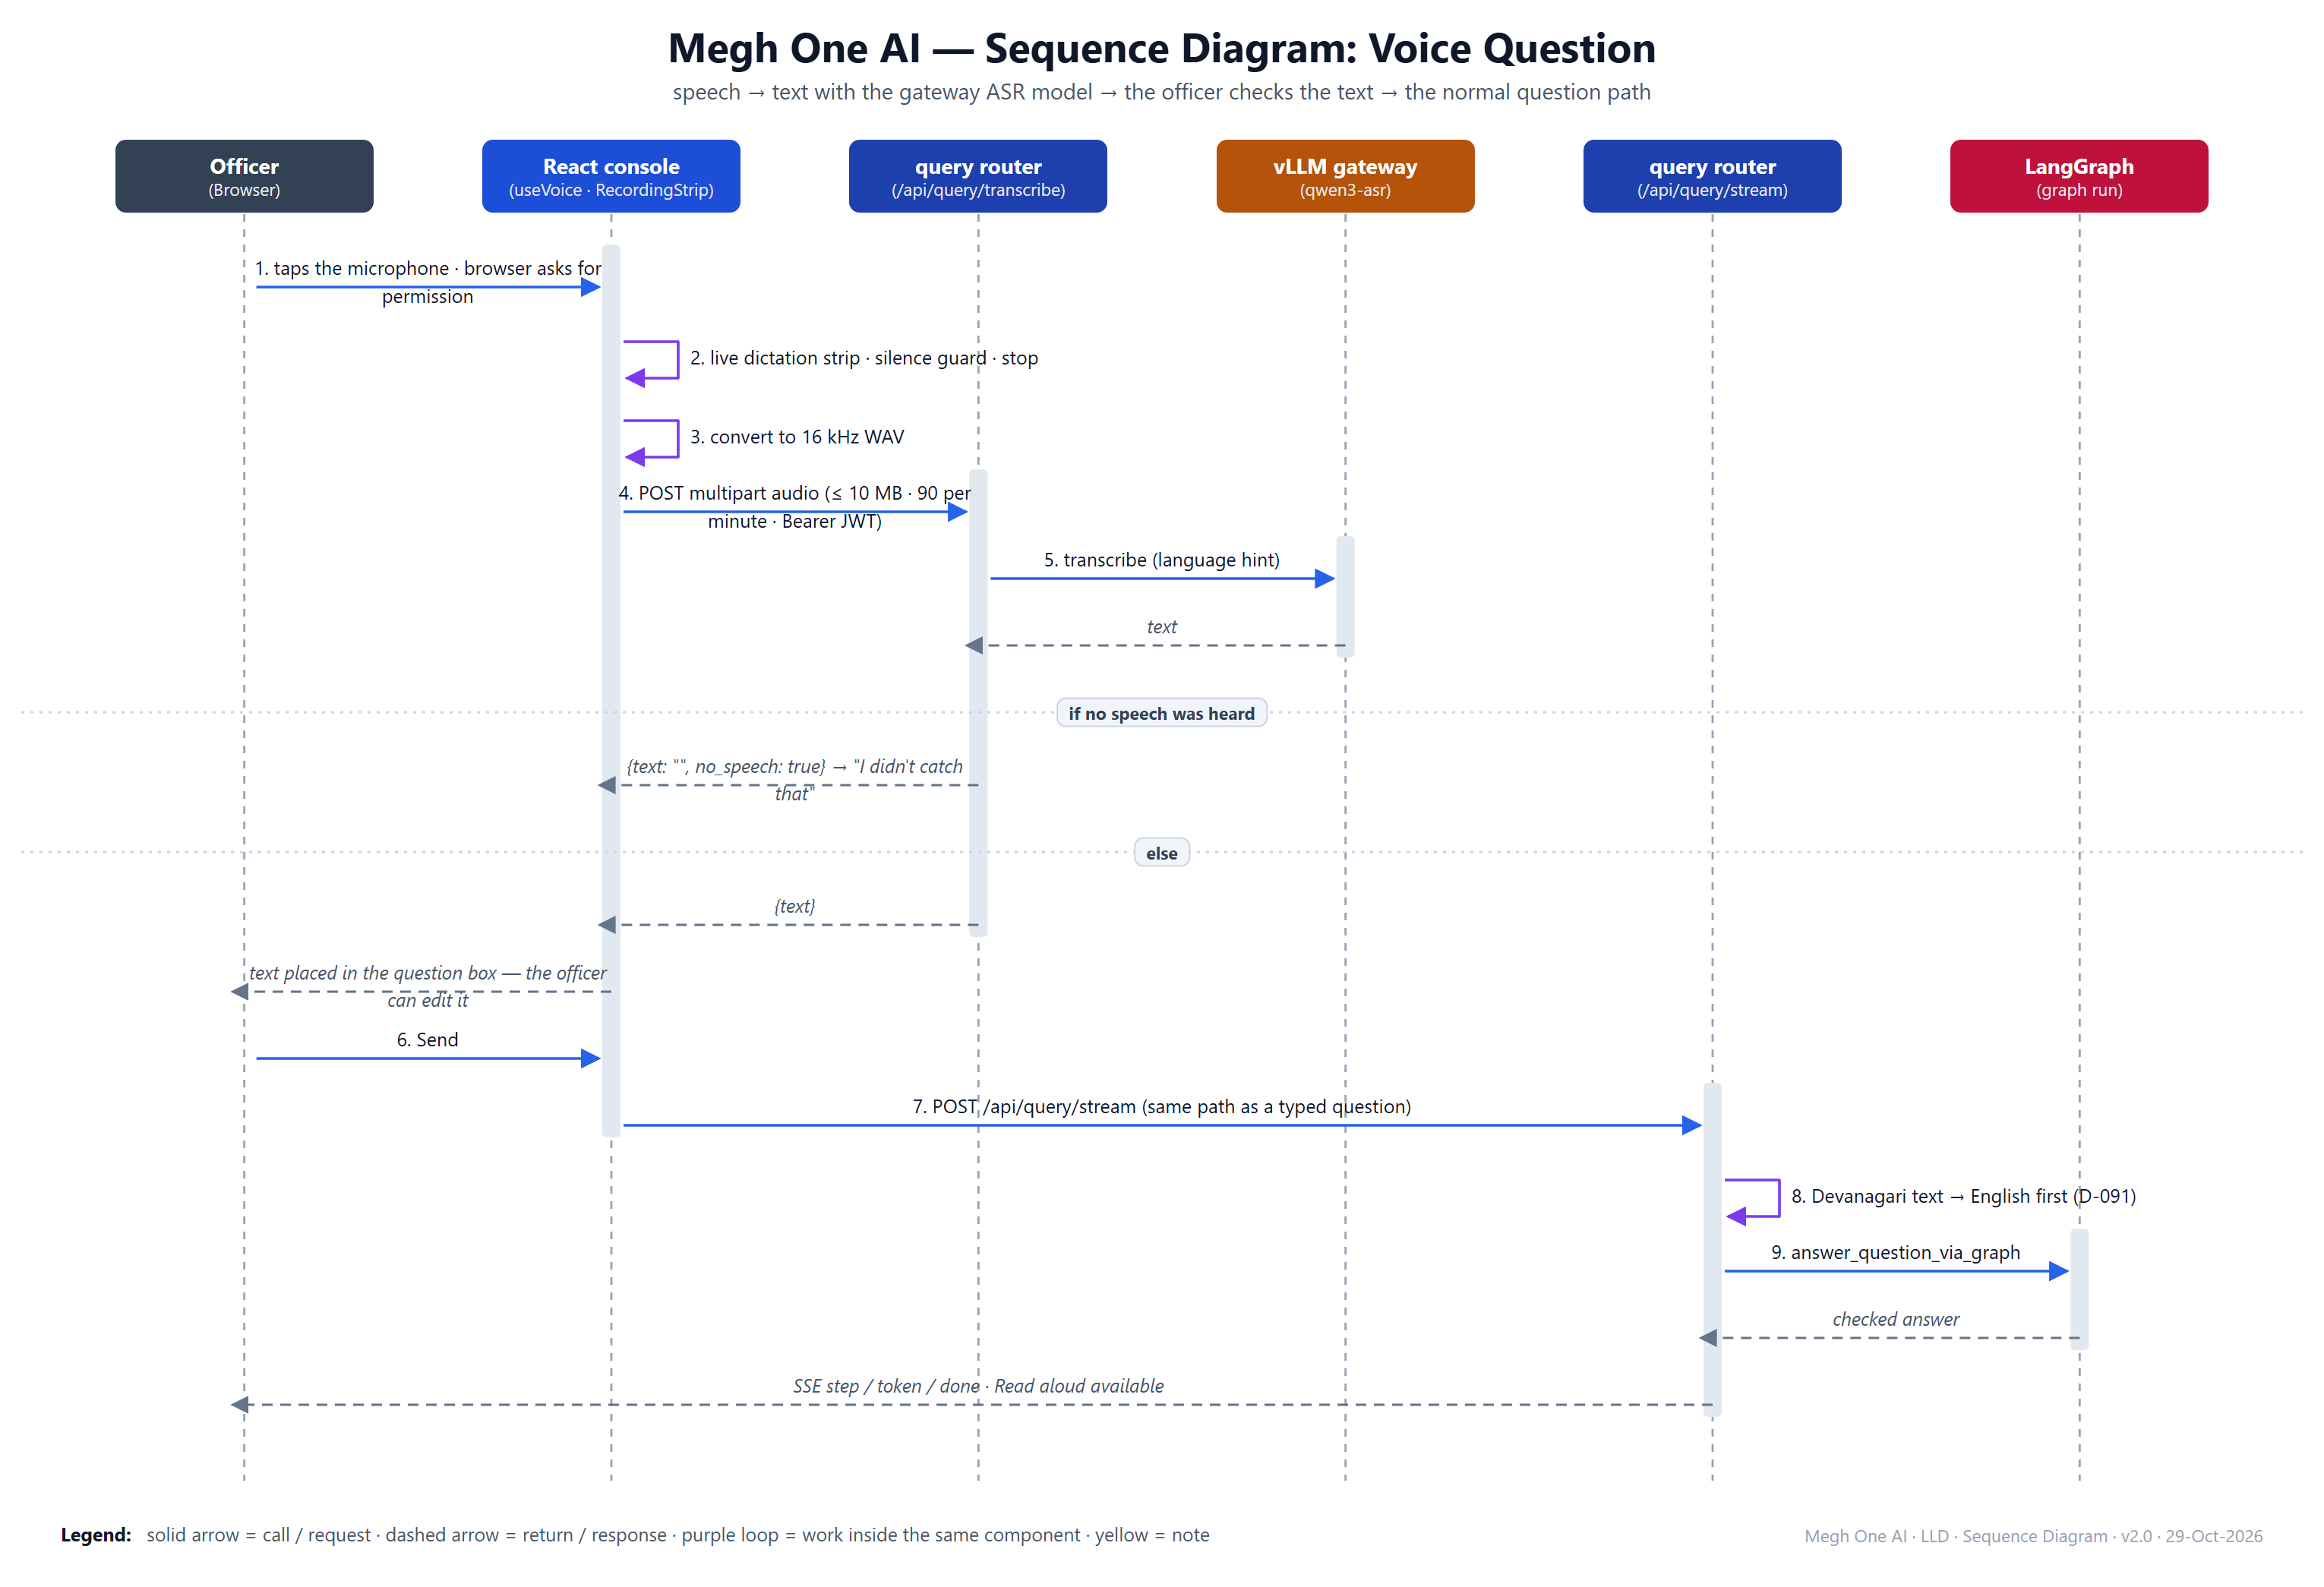 Megh One AI — Sequence Diagram: Voice Question
speech → text with the gateway ASR model → the officer checks the text → the normal question path
Officer
(Browser)
React console
(useVoice · RecordingStrip)
query router
(/api/query/transcribe)
vLLM gateway
(qwen3-asr)
query router
(/api/query/stream)
LangGraph
(graph run)
1. taps the microphone · browser asks for
permission
2. live dictation strip · silence guard · stop
3. convert to 16 kHz WAV
4. POST multipart audio (≤ 10 MB · 90 per
minute · Bearer JWT)
5. transcribe (language hint)
text
if no speech was heard
{text: "", no_speech: true} → "I didn't catch
that"
else
{text}
text placed in the question box — the officer
can edit it
6. Send
7. POST /api/query/stream (same path as a typed question)
8. Devanagari text → English first (D-091)
9. answer_question_via_graph
checked answer
SSE step / token / done · Read aloud available
Legend: solid arrow = call / request · dashed arrow = return / response · purple loop = work inside the same component · yellow = note
Megh One AI · LLD · Sequence Diagram · v2.0 · 29-Oct-2026